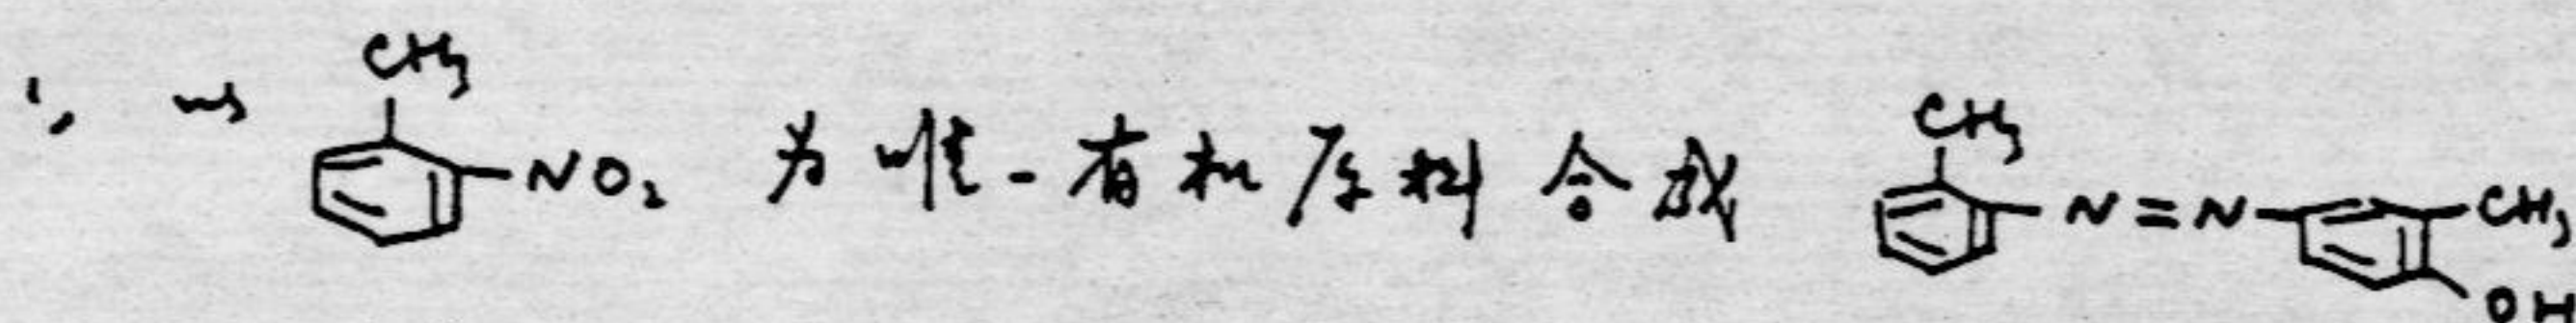 1、以 CH3 NO2 为唯一有机原料合成 CH3 N=N CH3 OH